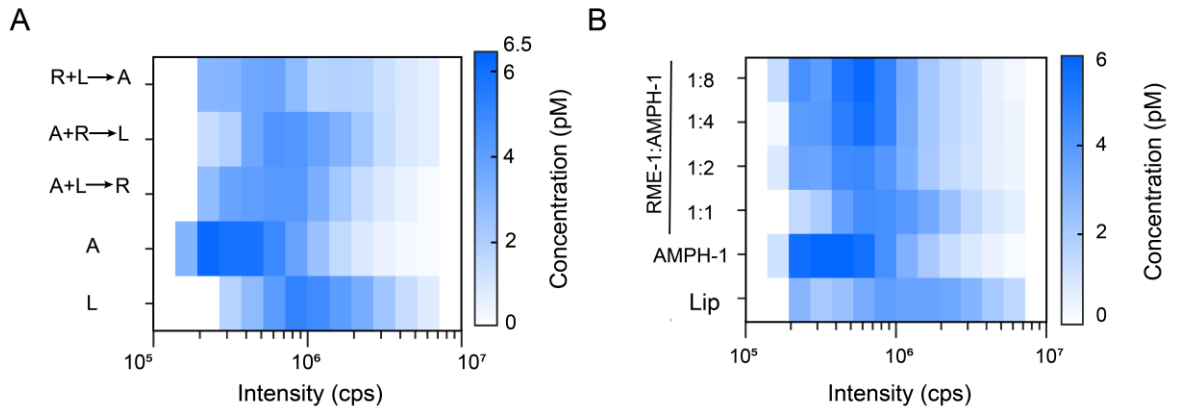 A
R+L→A
A+R→L
A+L→R
A
L
10⁵
10⁶
10⁷
Intensity (cps)
6.5
6
4
2
0
Concentration (pM)
B
RME-1:AMPH-1
1:8
1:4
1:2
1:1
AMPH-1
Lip
10⁵
10⁶
10⁷
Intensity (cps)
6
4
2
0
Concentration (pM)